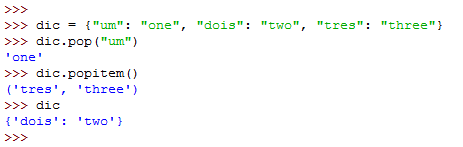 >>>
>>> dic = {"um": "one", "dois": "two", "tres": "three"}
>>> dic.pop("um")
'one'
>>> dic.popitem()
('tres', 'three')
>>> dic
{'dois': 'two'}
>>>